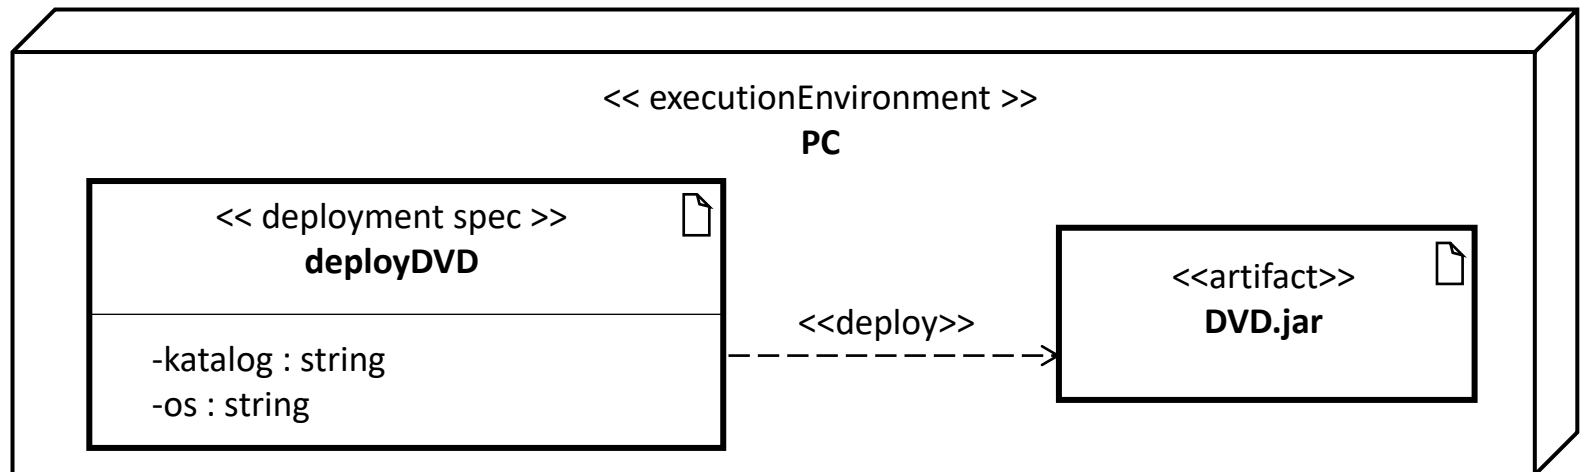 << executionEnvironment >>
PC
<< deployment spec >>
deployDVD
-katalog : string
-os : string
<<deploy>>
<<artifact>>
DVD.jar